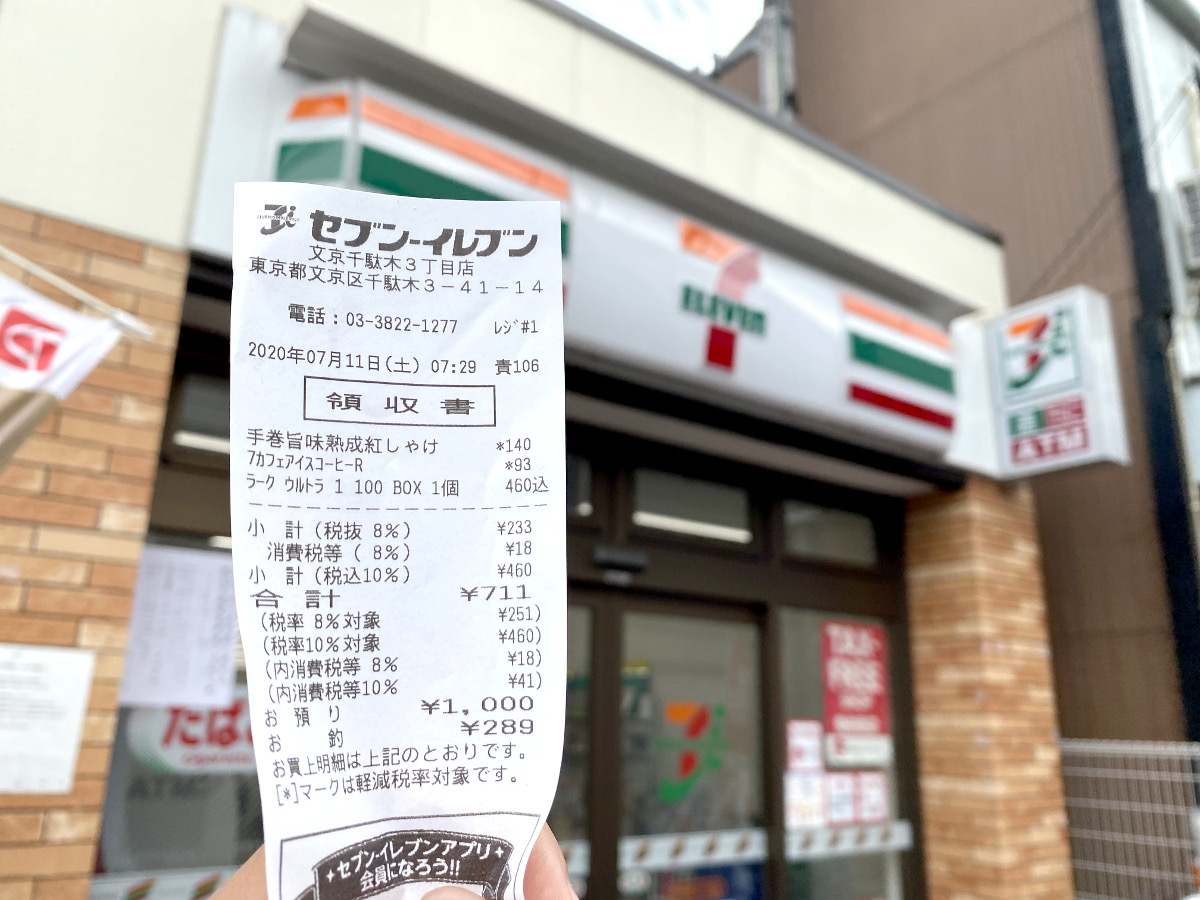 セブン-イレブン
文京千駄木3丁目店
東京都文京区千駄木3-41-14
電話:03-3822-1277 レジ#1
2020年07月11日(土) 07:29 責106
領収書
手巻旨味熟成紅しゃけ *140
7カフェアイスコーヒーR *93
ラーク ウルトラ 1 100 BOX 1個 460込
小 計(税抜 8%) ¥233
消費税等( 8%) ¥18
小 計(税込10%) ¥460
合 計 ¥711
(税率 8%対象 ¥251)
(税率10%対象 ¥460)
(内消費税等 8% ¥18)
(内消費税等10% ¥41)
お 預 り ¥1,000
お 釣 ¥289
お買上明細は上記のとおりです。
[*]マークは軽減税率対象です。
セブン-イレブンアプリ
会員になろう!!
ELEVEN
ATM
たばこ
TAX-
FREE